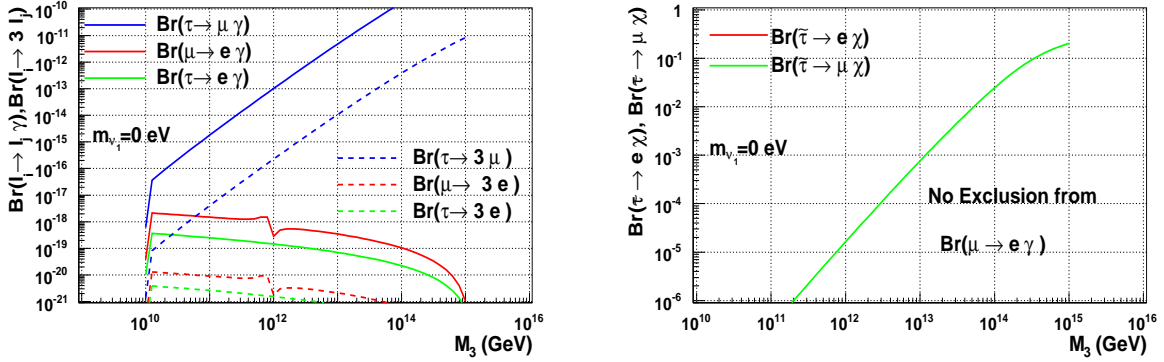 Br(l_i → l_j γ),Br(l_i → 3 l_j)
10^-10
10^-11
10^-12
10^-13
10^-14
10^-15
10^-16
10^-17
10^-18
10^-19
10^-20
10^-21
Br(τ→ μ γ)
Br(μ→ e γ)
Br(τ→ e γ)
m_ν_1=0 eV
Br(τ→ 3 μ)
Br(μ→ 3 e)
Br(τ→ 3 e)
10^10 10^12 10^14 10^16
M_3 (GeV)
Br(τ̃ → e χ), Br(τ̃ → μ χ)
1
10^-1
10^-2
10^-3
10^-4
10^-5
10^-6
Br(τ̃ → e χ)
Br(τ̃ → μ χ)
m_ν_1=0 eV
No Exclusion from
Br(μ→ e γ)
10^10 10^11 10^12 10^13 10^14 10^15 10^16
M_3 (GeV)